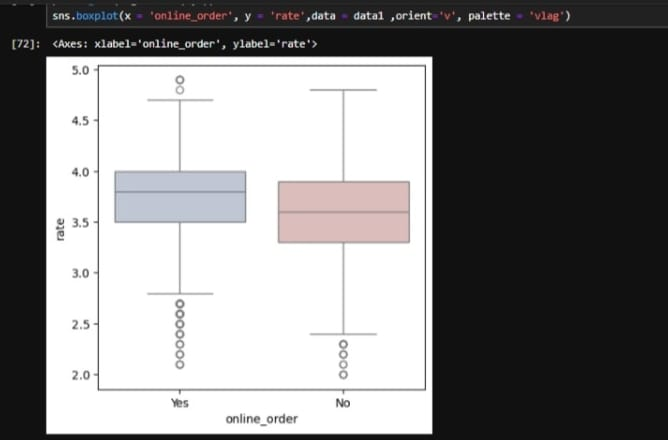 sns.boxplot(x = 'online_order', y = 'rate',data = data1 ,orient='v', palette = 'vlag')
[72]: <Axes: xlabel='online_order', ylabel='rate'>
5.0
4.5
4.0
3.5
3.0
2.5
2.0
rate
Yes No
online_order